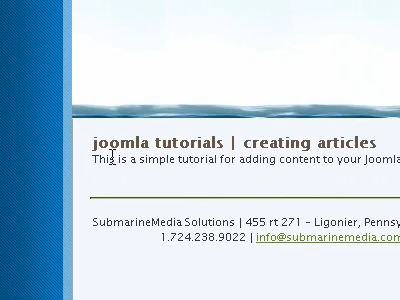 joomla tutorials | creating articles
This is a simple tutorial for adding content to your Joomla
SubmarineMedia Solutions | 455 rt 271 - Ligonier, Pennsy
1.724.238.9022 | info@submarinemedia.com